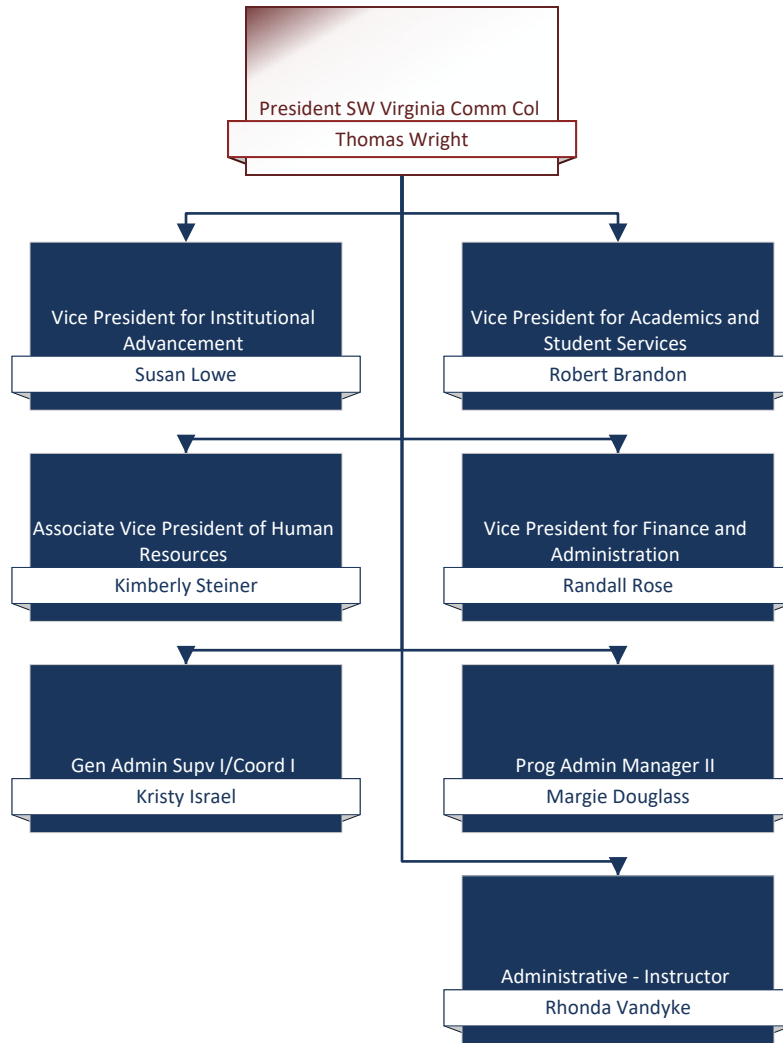 President SW Virginia Comm Col
Thomas Wright
Vice President for Institutional
Advancement
Susan Lowe
Vice President for Academics and
Student Services
Robert Brandon
Associate Vice President of Human
Resources
Kimberly Steiner
Vice President for Finance and
Administration
Randall Rose
Gen Admin Supv I/Coord I
Kristy Israel
Prog Admin Manager II
Margie Douglass
Administrative - Instructor
Rhonda Vandyke